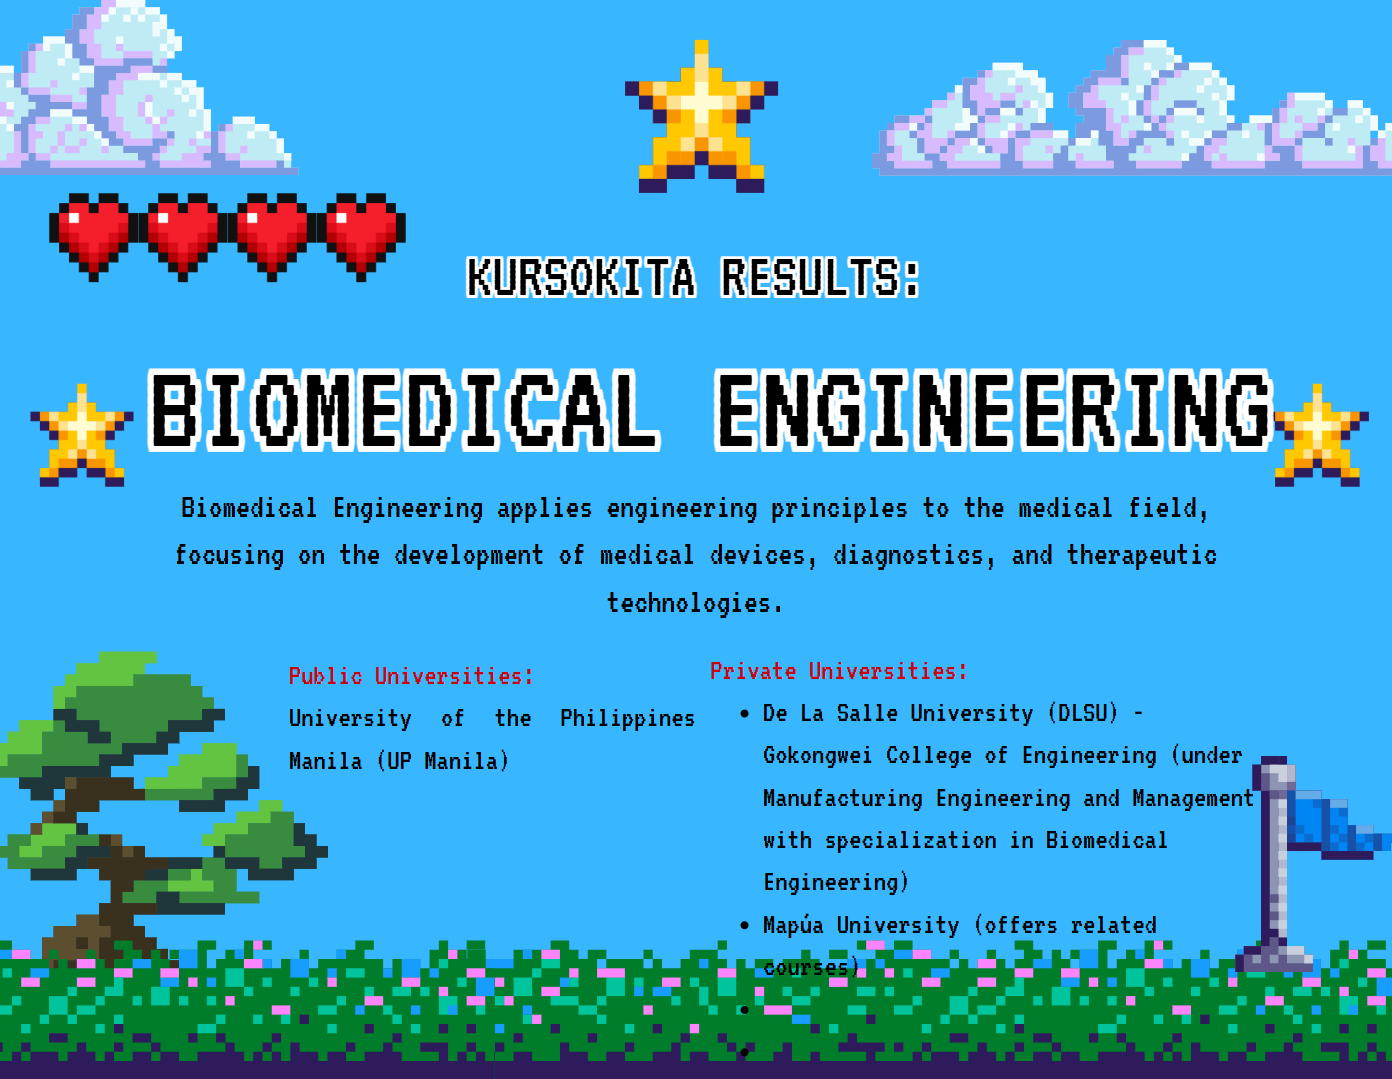 KURSOKITA RESULTS:
BIOMEDICAL ENGINEERING
Biomedical Engineering applies engineering principles to the medical field,
focusing on the development of medical devices, diagnostics, and therapeutic
technologies.
Public Universities:
University of the Philippines
Manila (UP Manila)
Private Universities:
• De La Salle University (DLSU) -
Gokongwei College of Engineering (under
Manufacturing Engineering and Management
with specialization in Biomedical
Engineering)
• Mapúa University (offers related
courses)
•
•